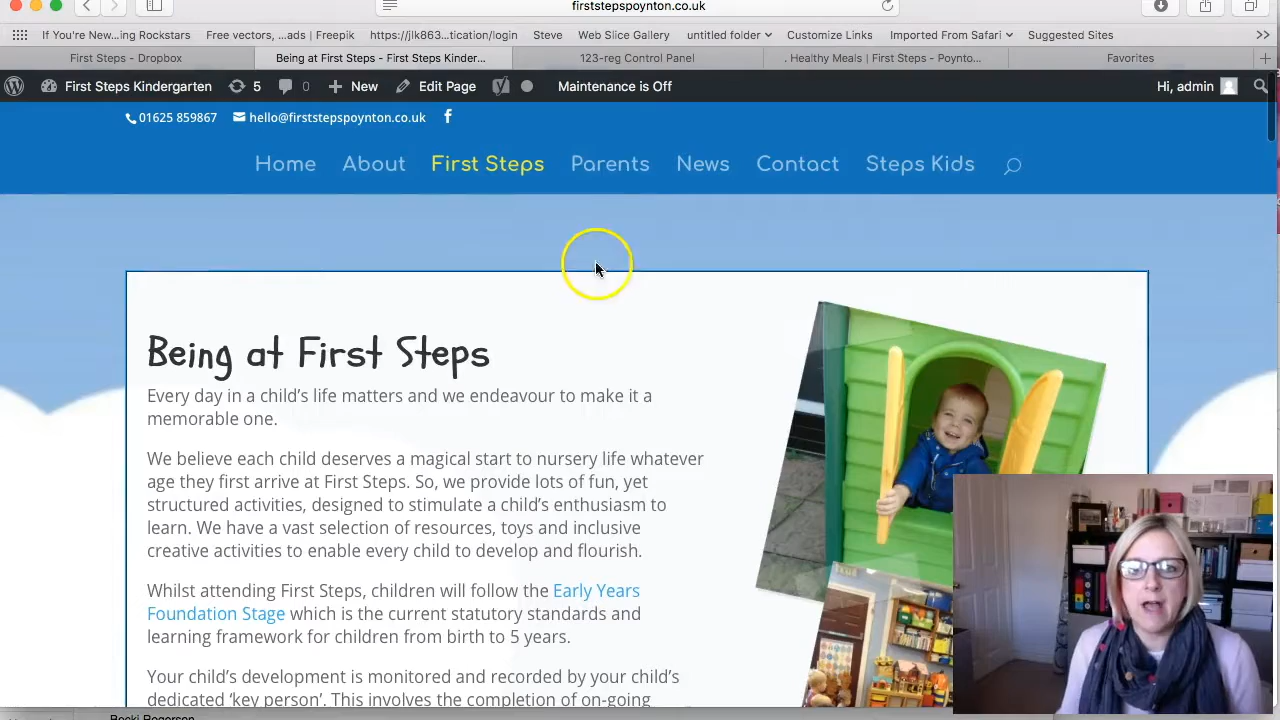 firststepspoynton.co.uk
If You're New...ing Rockstars Free vectors, ...ads | Freepik https://jlk863...tication/login Steve Web Slice Gallery untitled folder Customize Links Imported From Safari Suggested Sites
First Steps - Dropbox Being at First Steps - First Steps Kinder... 123-reg Control Panel . Healthy Meals | First Steps - Poynto... Favorites
First Steps Kindergarten 5 0 New Edit Page Maintenance is Off Hi, admin
01625 859867 hello@firststepspoynton.co.uk
Home About First Steps Parents News Contact Steps Kids
Being at First Steps
Every day in a child's life matters and we endeavour to make it a
memorable one.
We believe each child deserves a magical start to nursery life whatever
age they first arrive at First Steps. So, we provide lots of fun, yet
structured activities, designed to stimulate a child's enthusiasm to
learn. We have a vast selection of resources, toys and inclusive
creative activities to enable every child to develop and flourish.
Whilst attending First Steps, children will follow the Early Years
Foundation Stage which is the current statutory standards and
learning framework for children from birth to 5 years.
Your child's development is monitored and recorded by your child's
dedicated 'key person'. This involves the completion of on-going